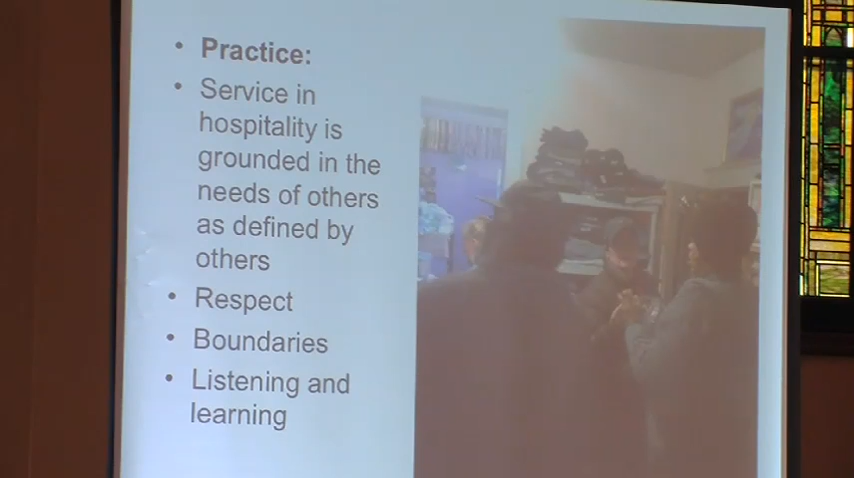 • Practice:
• Service in
hospitality is
grounded in the
needs of others
as defined by
others
• Respect
• Boundaries
• Listening and
learning